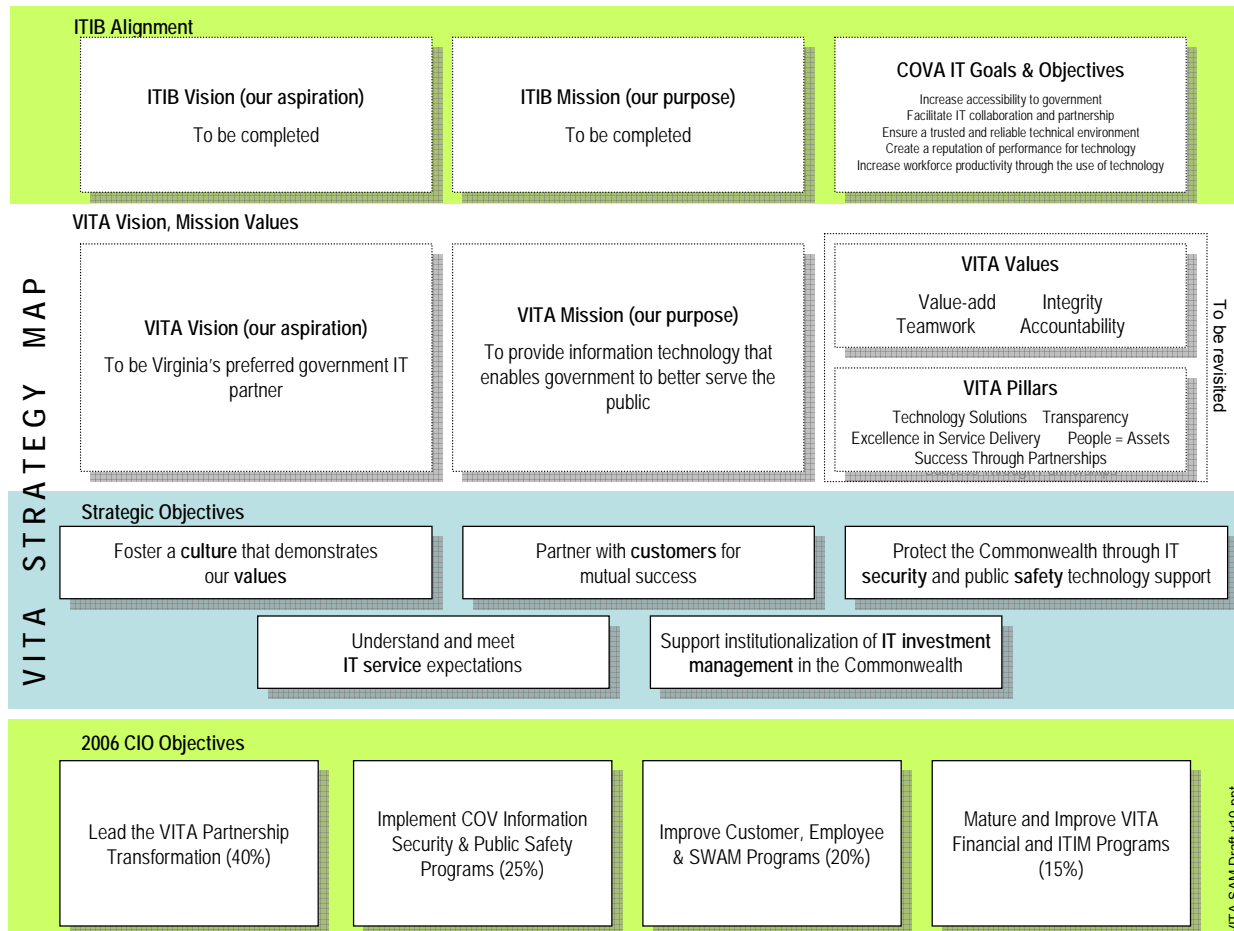 ITIB Alignment
ITIB Vision (our aspiration)
To be completed
ITIB Mission (our purpose)
To be completed
COVA IT Goals & Objectives
Increase accessibility to government
Facilitate IT collaboration and partnership
Ensure a trusted and reliable technical environment
Create a reputation of performance for technology
Increase workforce productivity through the use of technology
VITA STRATEGY MAP
VITA Vision, Mission Values
VITA Vision (our aspiration)
To be Virginia's preferred government IT
partner
VITA Mission (our purpose)
To provide information technology that
enables government to better serve the
public
VITA Values
Value-add Integrity
Teamwork Accountability
VITA Pillars
Technology Solutions Transparency
Excellence in Service Delivery People = Assets
Success Through Partnerships
To be revisited
Strategic Objectives
Foster a culture that demonstrates
our values
Partner with customers for
mutual success
Protect the Commonwealth through IT
security and public safety technology support
Understand and meet
IT service expectations
Support institutionalization of IT investment
management in the Commonwealth
2006 CIO Objectives
Lead the VITA Partnership
Transformation (40%)
Implement COV Information
Security & Public Safety
Programs (25%)
Improve Customer, Employee
& SWAM Programs (20%)
Mature and Improve VITA
Financial and ITIM Programs
(15%)
VITA SAM Draft v10.ppt